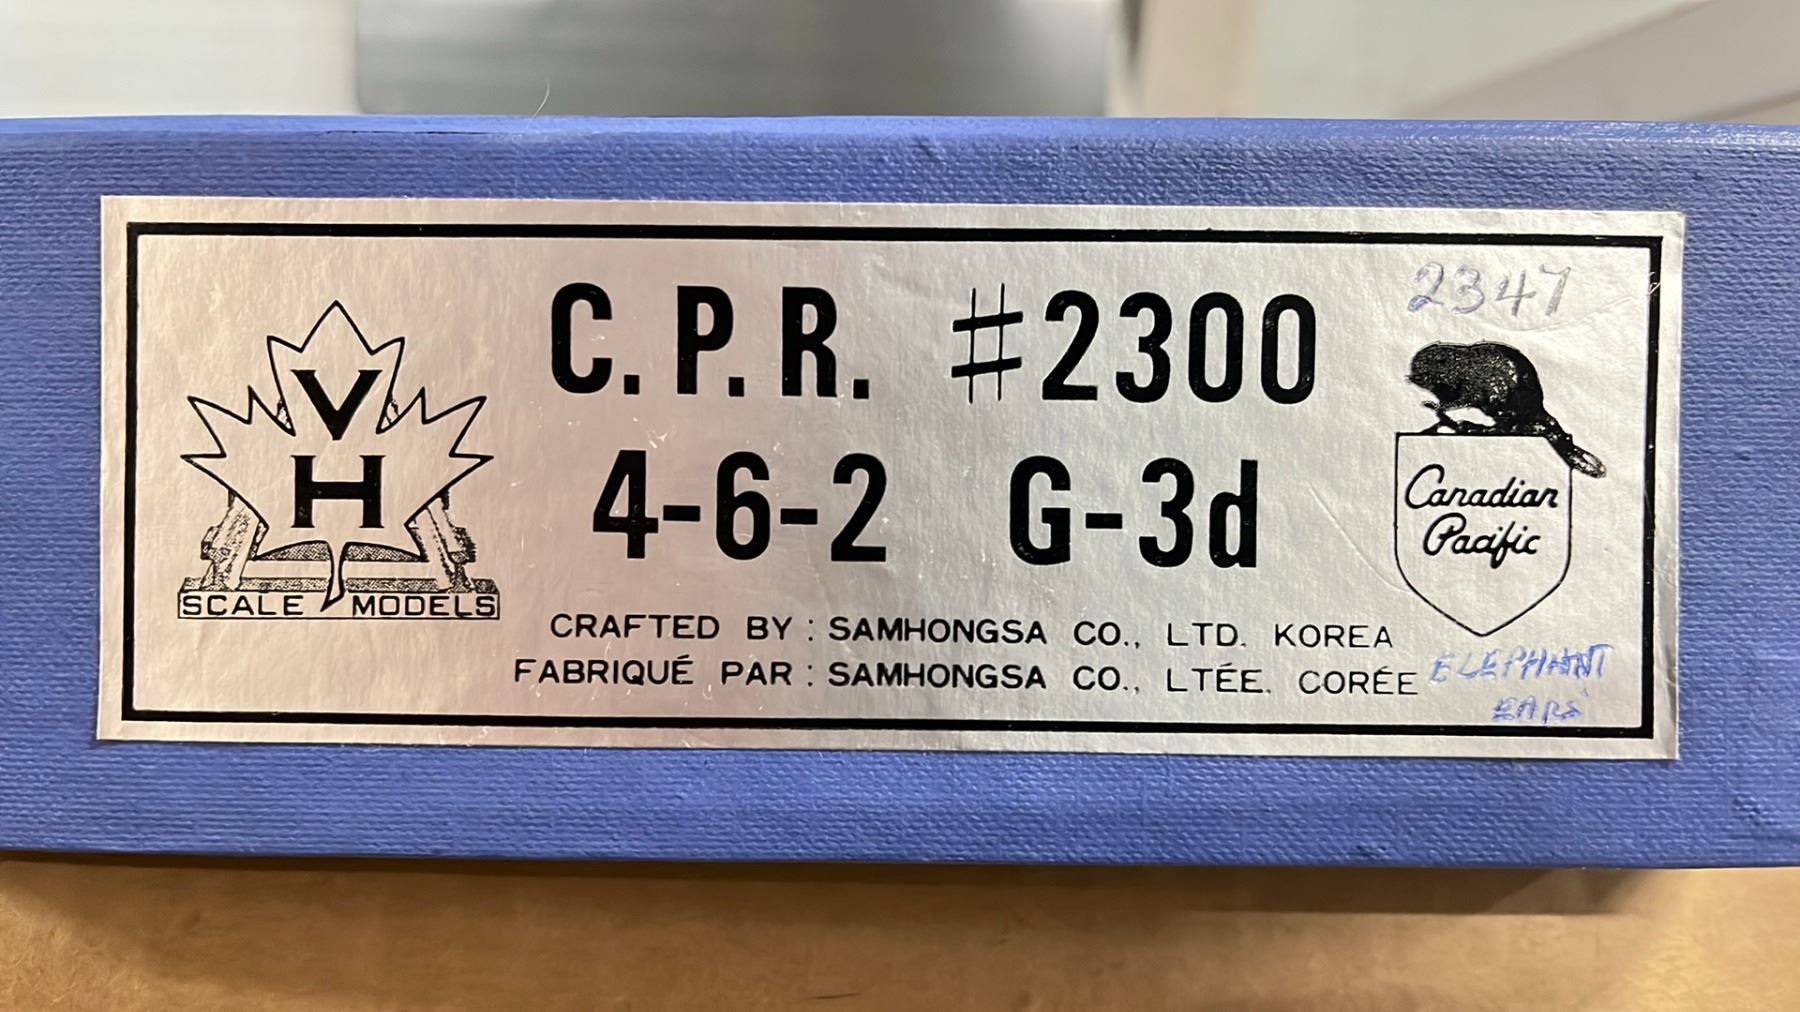 2347
C.P.R. #2300
V
H
4-6-2 G-3d
Canadian
Pacific
SCALE MODELS
CRAFTED BY : SAMHONGSA CO., LTD. KOREA
FABRIQUÉ PAR : SAMHONGSA CO., LTÉE. CORÉE
ELEPHANT
EARS